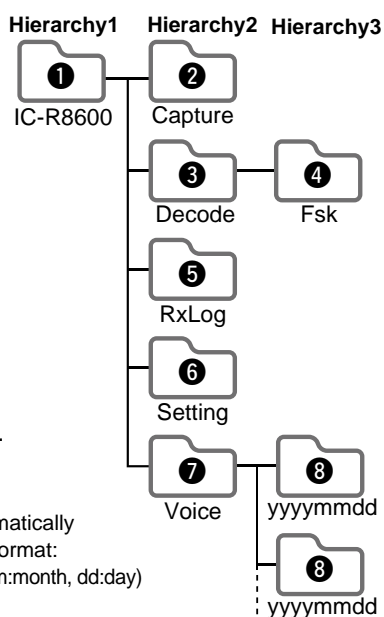 Hierarchy1 Hierarchy2 Hierarchy3
❶ ❷
IC-R8600 Capture
❸ ❹
Decode Fsk
❺
RxLog
❻
Setting
❼ ❽
Voice yyyymmdd
❽
yyyymmdd
matically
ormat:
m:month, dd:day)